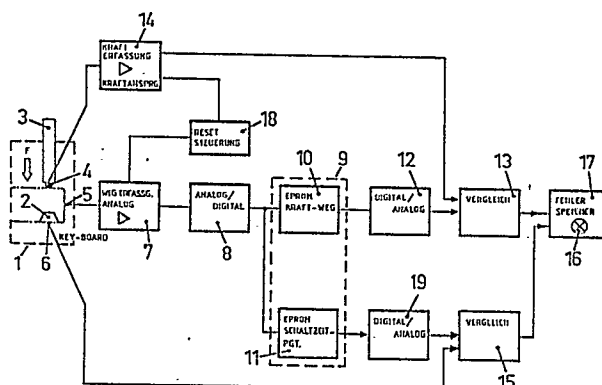 14
KRAFT
ERFASSUNG
KRAFTANSPRG.
3
F
4
5
2
6
KEY-BOARD
1
RESET
STEUERUNG
18
WEG ERFASSG.
ANALOG
7
ANALOG/
DIGITAL
8
9
10
EPROM
KRAFT-WEG
12
DIGITAL/
ANALOG
13
VERGLEICH
17
FEHLER
SPEICHER
16
EPROM
SCHALTZEIT-
PGT.
11
19
DIGITAL/
ANALOG
VERGLEICH
15